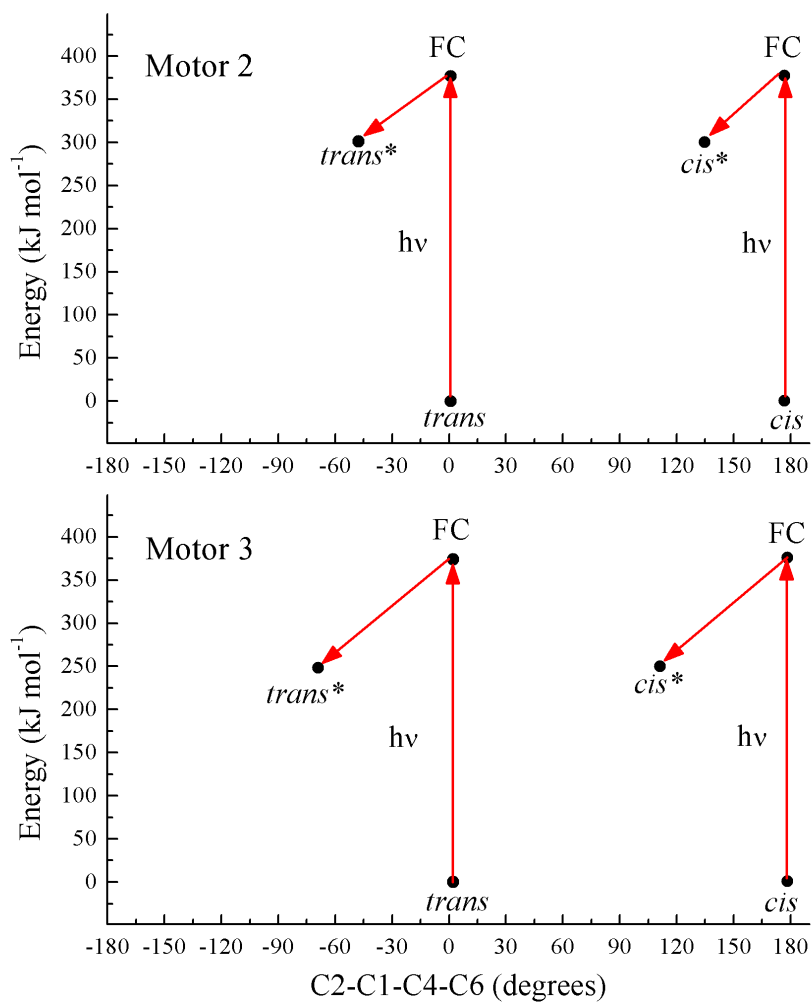 Motor 2
FC
FC
trans*
cis*
hν
hν
trans
cis
Energy (kJ mol⁻¹)
400
350
300
250
200
150
100
50
0
-180 -150 -120 -90 -60 -30 0 30 60 90 120 150 180
Motor 3
FC
FC
trans*
cis*
hν
hν
trans
cis
Energy (kJ mol⁻¹)
400
350
300
250
200
150
100
50
0
-180 -150 -120 -90 -60 -30 0 30 60 90 120 150 180
C2-C1-C4-C6 (degrees)